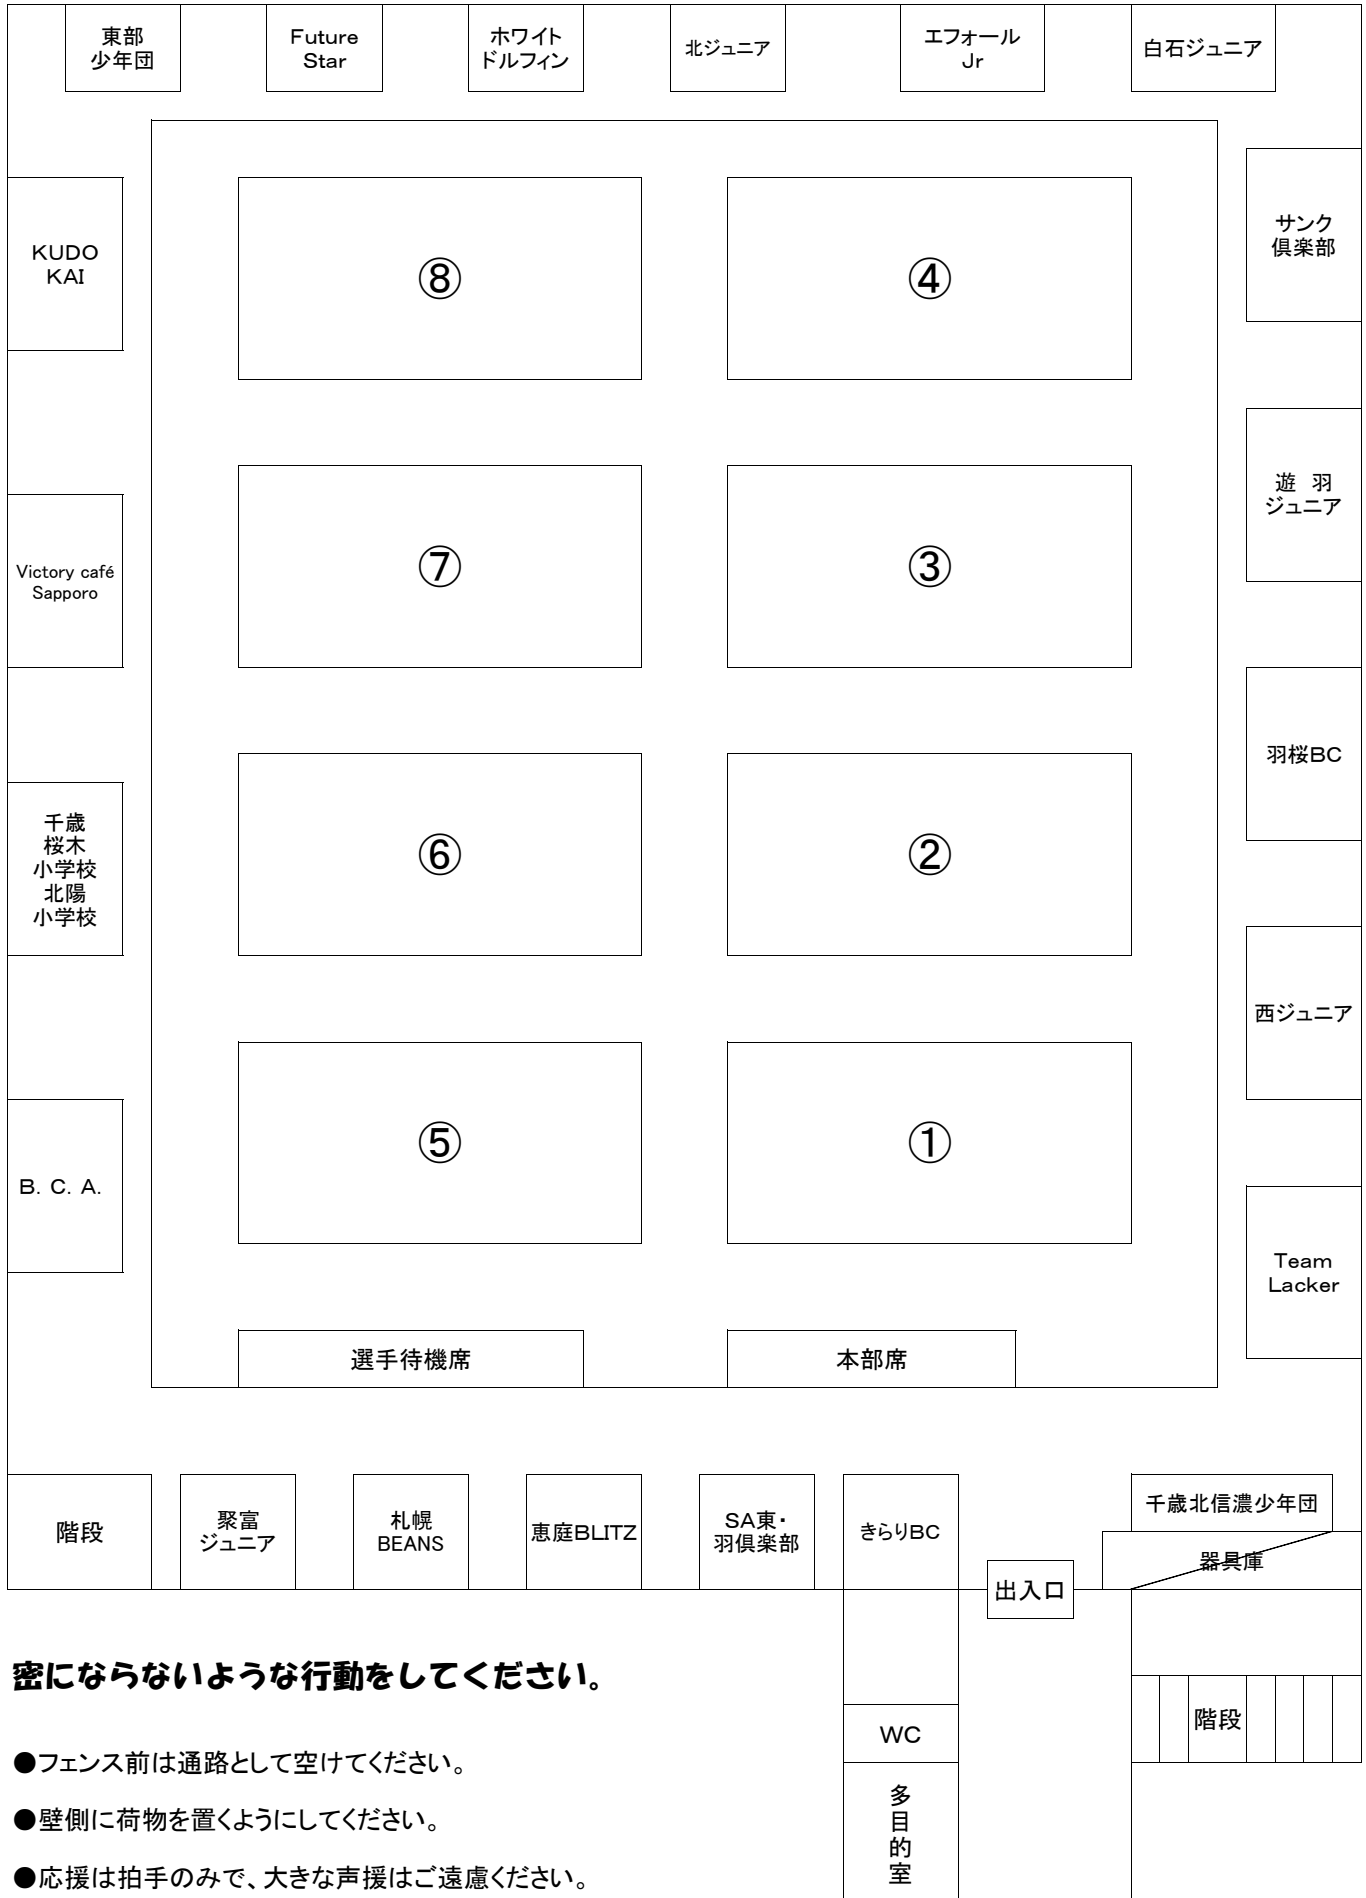 東部
少年団
Future
Star
ホワイト
ドルフィン
北ジュニア
エフォール
Jr
白石ジュニア
KUDO
KAI
⑧
④
サンク
倶楽部
Victory café
Sapporo
⑦
③
遊 羽
ジュニア
千歳
桜木
小学校
北陽
小学校
⑥
②
羽桜BC
西ジュニア
B. C. A.
⑤
①
Team
Lacker
選手待機席
本部席
階段
聚富
ジュニア
札幌
BEANS
恵庭BLITZ
SA東・
羽倶楽部
きらりBC
出入口
千歳北信濃少年団
器具庫
密にならないような行動をしてください。
●フェンス前は通路として空けてください。
●壁側に荷物を置くようにしてください。
●応援は拍手のみで、大きな声援はご遠慮ください。
WC
多
目
的
室
階段